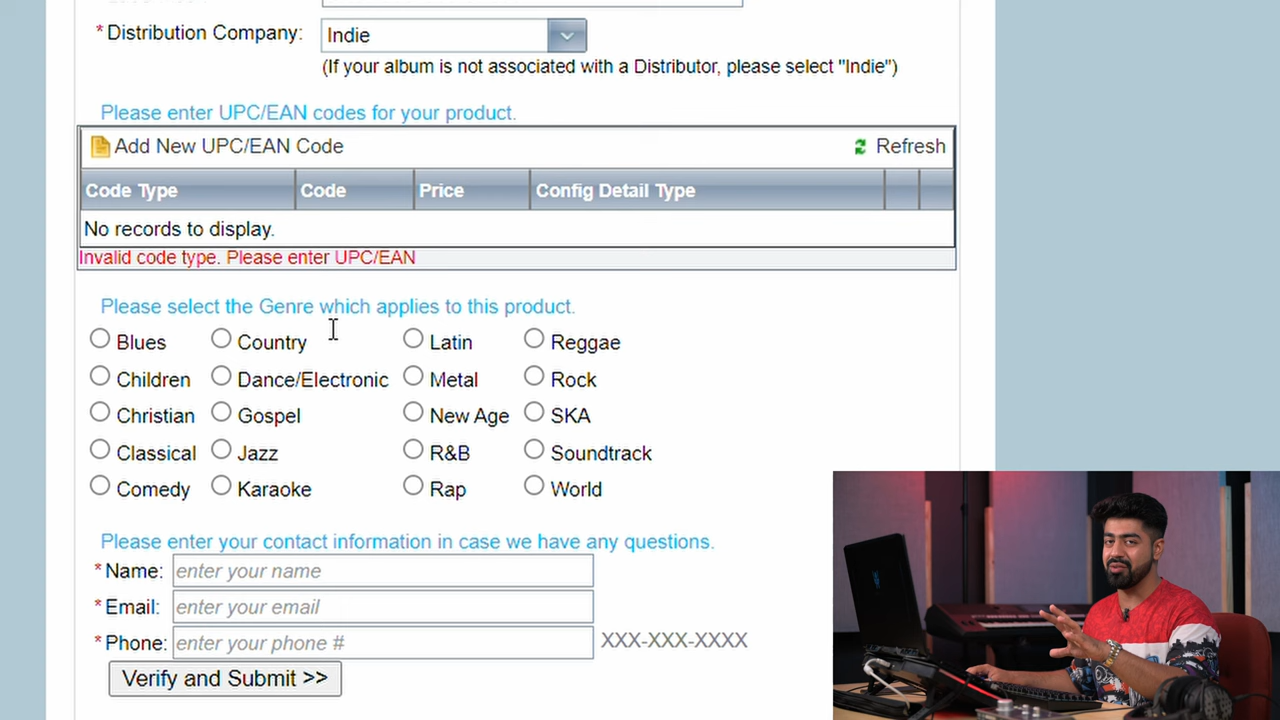 * Distribution Company: Indie
(If your album is not associated with a Distributor, please select "Indie")
Please enter UPC/EAN codes for your product.
Add New UPC/EAN Code Refresh
Code Type Code Price Config Detail Type
No records to display.
Invalid code type. Please enter UPC/EAN
Please select the Genre which applies to this product.
Blues Country Latin Reggae
Children Dance/Electronic Metal Rock
Christian Gospel New Age SKA
Classical Jazz R&B Soundtrack
Comedy Karaoke Rap World
Please enter your contact information in case we have any questions.
* Name: enter your name
* Email: enter your email
* Phone: enter your phone # XXX-XXX-XXXX
Verify and Submit >>